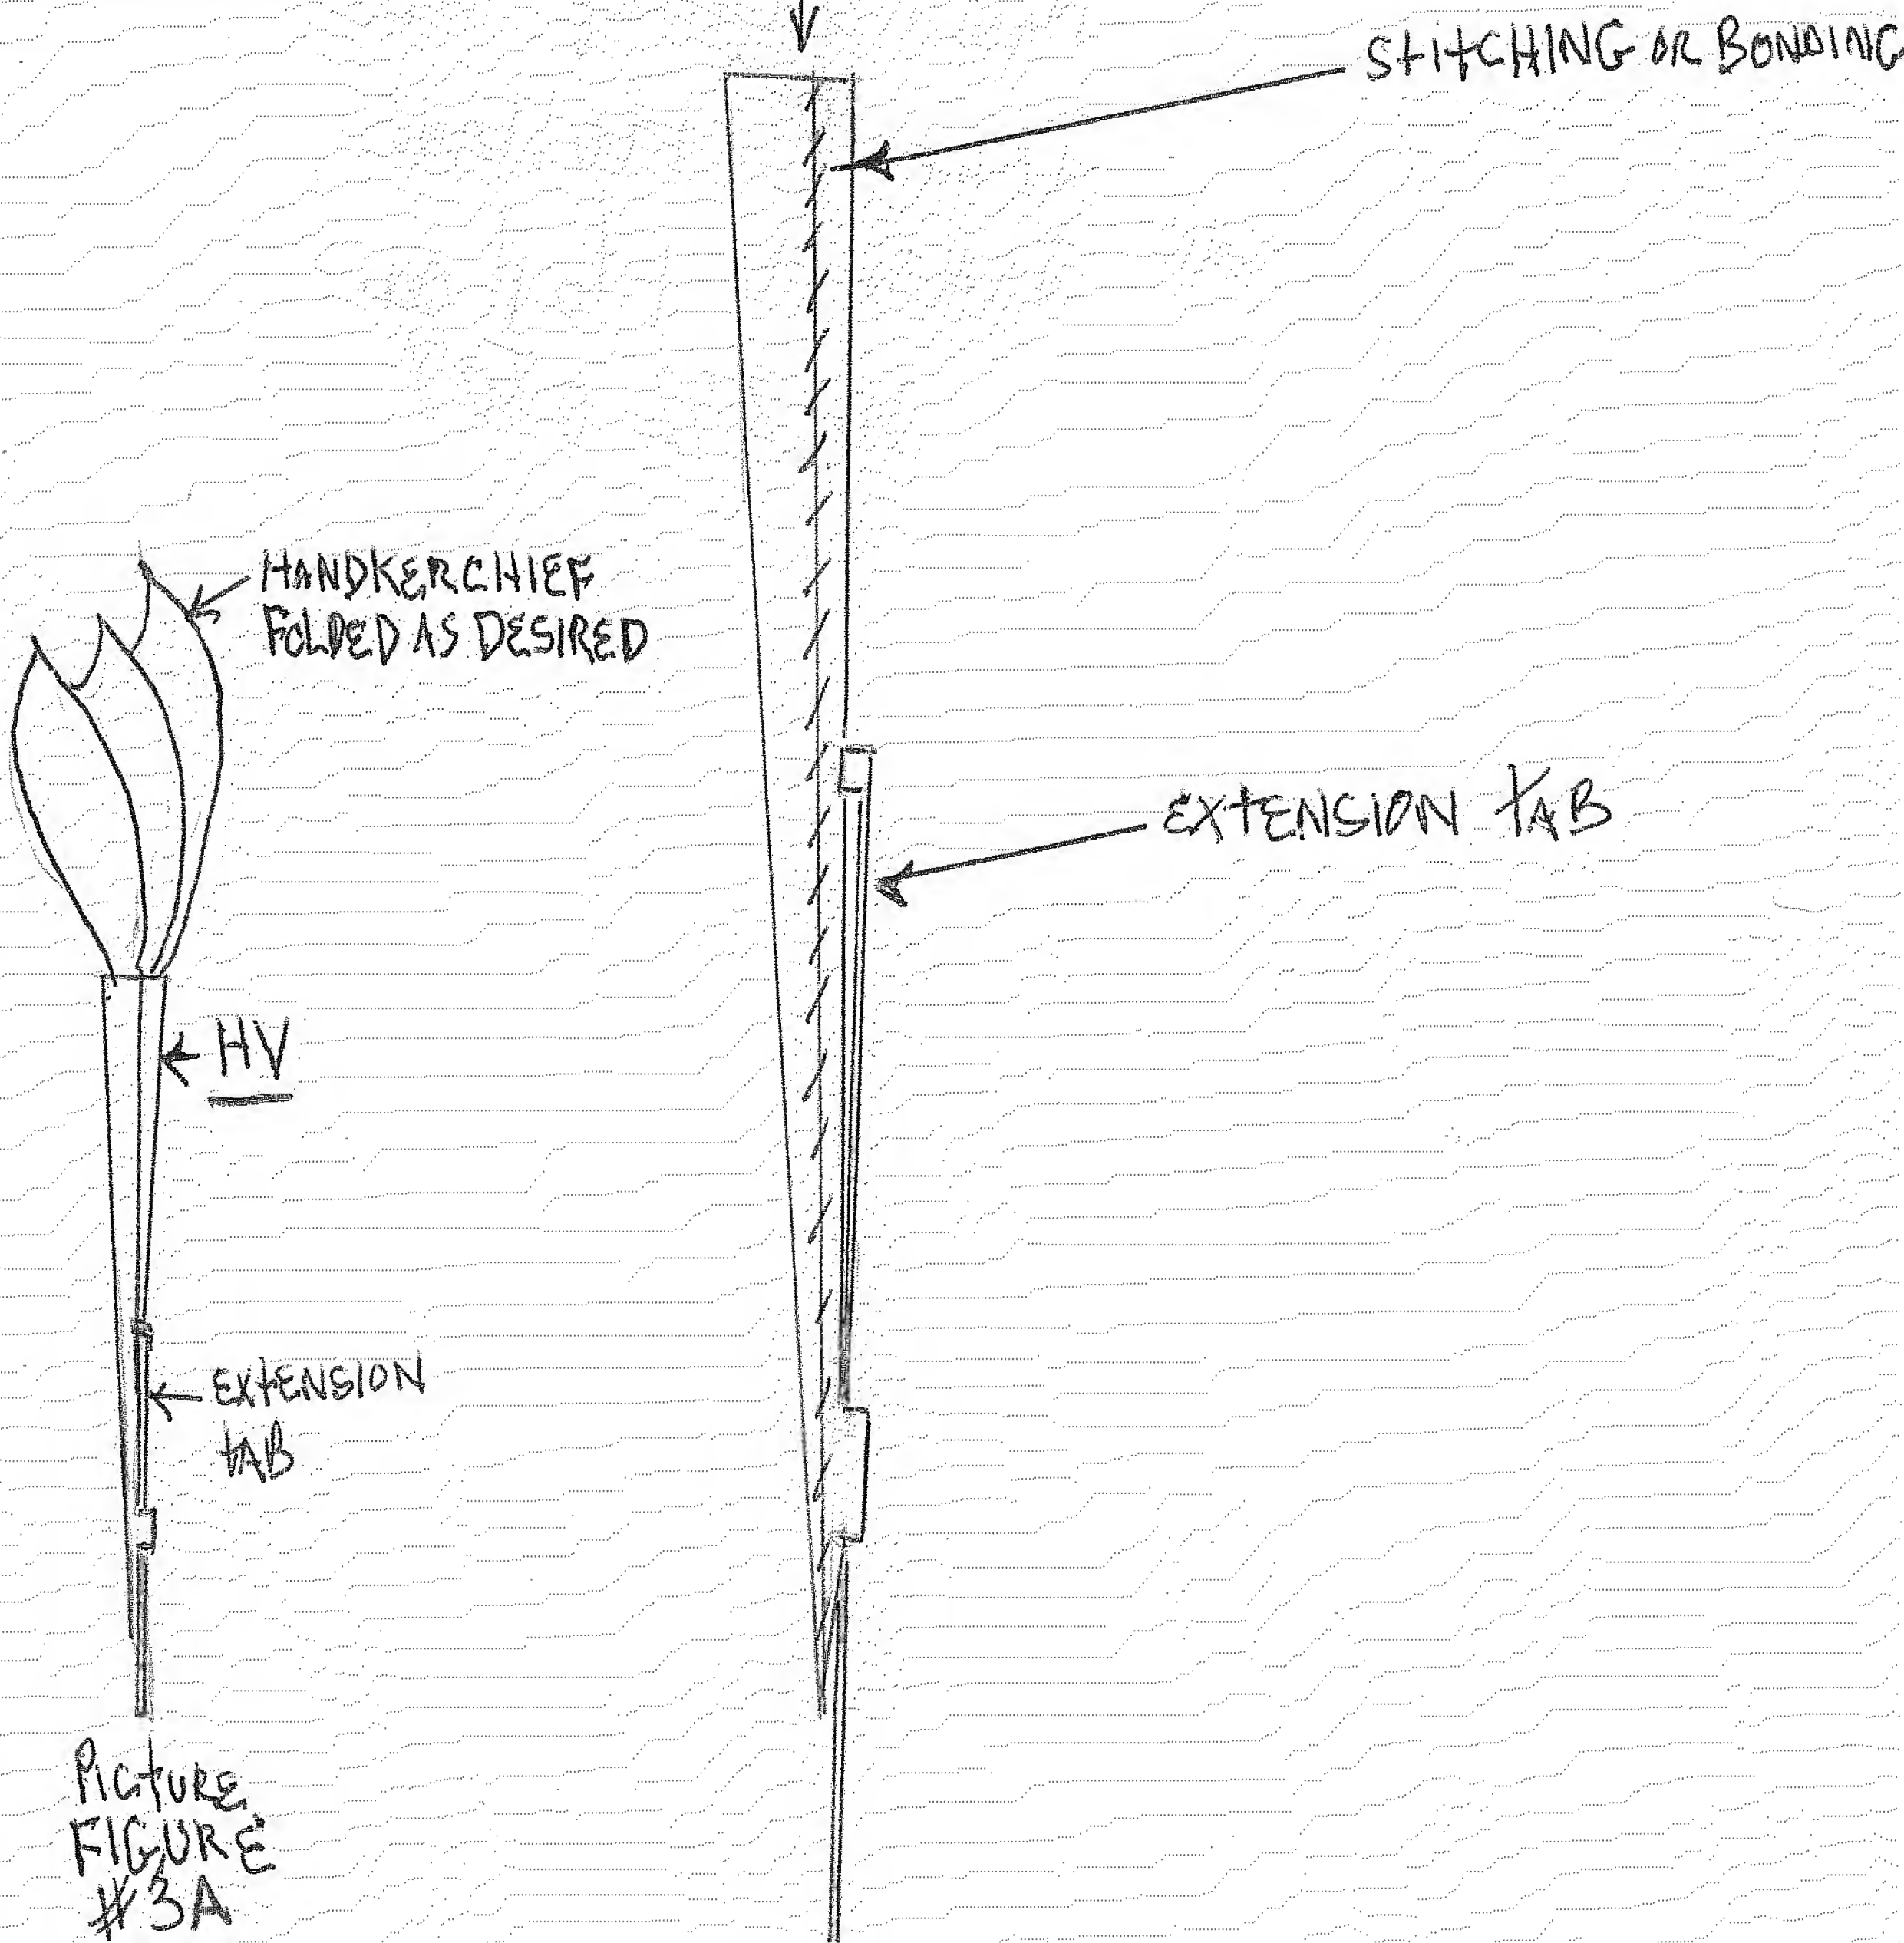 STITCHING OR BONDING
HANDKERCHIEF
FOLDED AS DESIRED
EXTENSION TAB
HV
EXTENSION
TAB
PICTURE
FIGURE
#3A